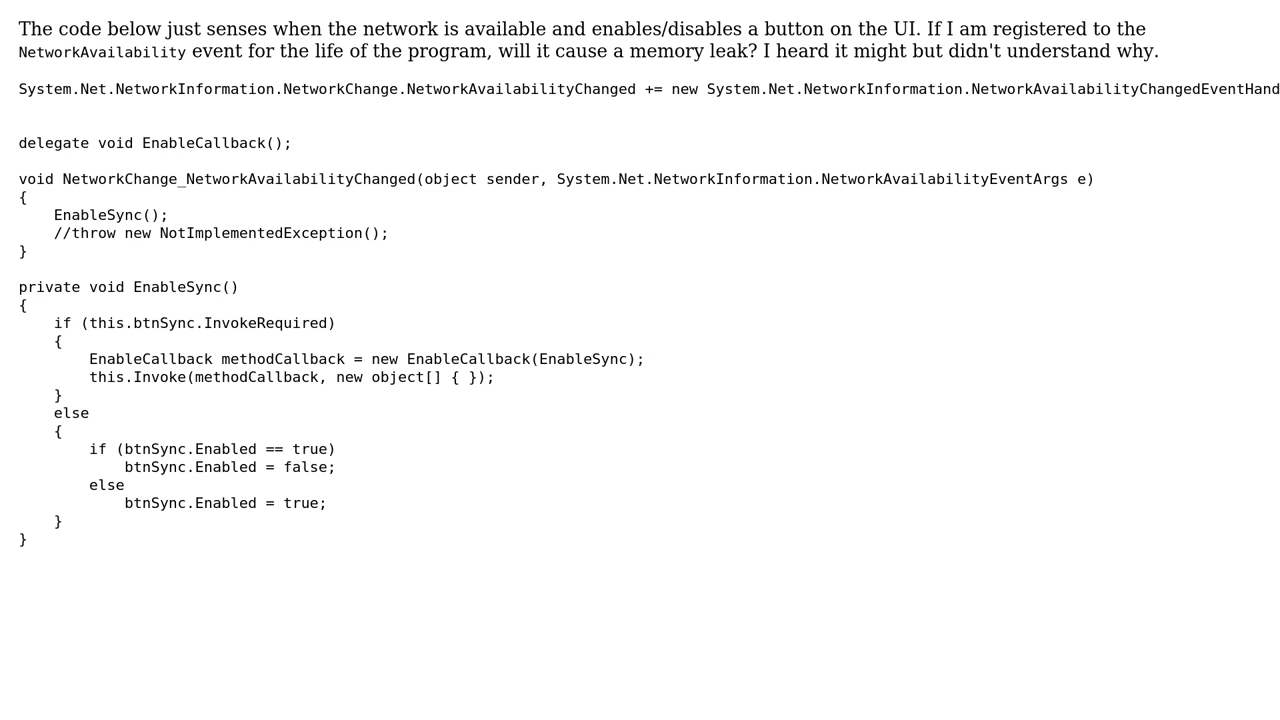 The code below just senses when the network is available and enables/disables a button on the UI. If I am registered to the
NetworkAvailability event for the life of the program, will it cause a memory leak? I heard it might but didn't understand why.
System.Net.NetworkInformation.NetworkChange.NetworkAvailabilityChanged += new System.Net.NetworkInformation.NetworkAvailabilityChangedEventHand
delegate void EnableCallback();
void NetworkChange_NetworkAvailabilityChanged(object sender, System.Net.NetworkInformation.NetworkAvailabilityEventArgs e)
{
    EnableSync();
    //throw new NotImplementedException();
}
private void EnableSync()
{
    if (this.btnSync.InvokeRequired)
    {
        EnableCallback methodCallback = new EnableCallback(EnableSync);
        this.Invoke(methodCallback, new object[] { });
    }
    else
    {
        if (btnSync.Enabled == true)
            btnSync.Enabled = false;
        else
            btnSync.Enabled = true;
    }
}